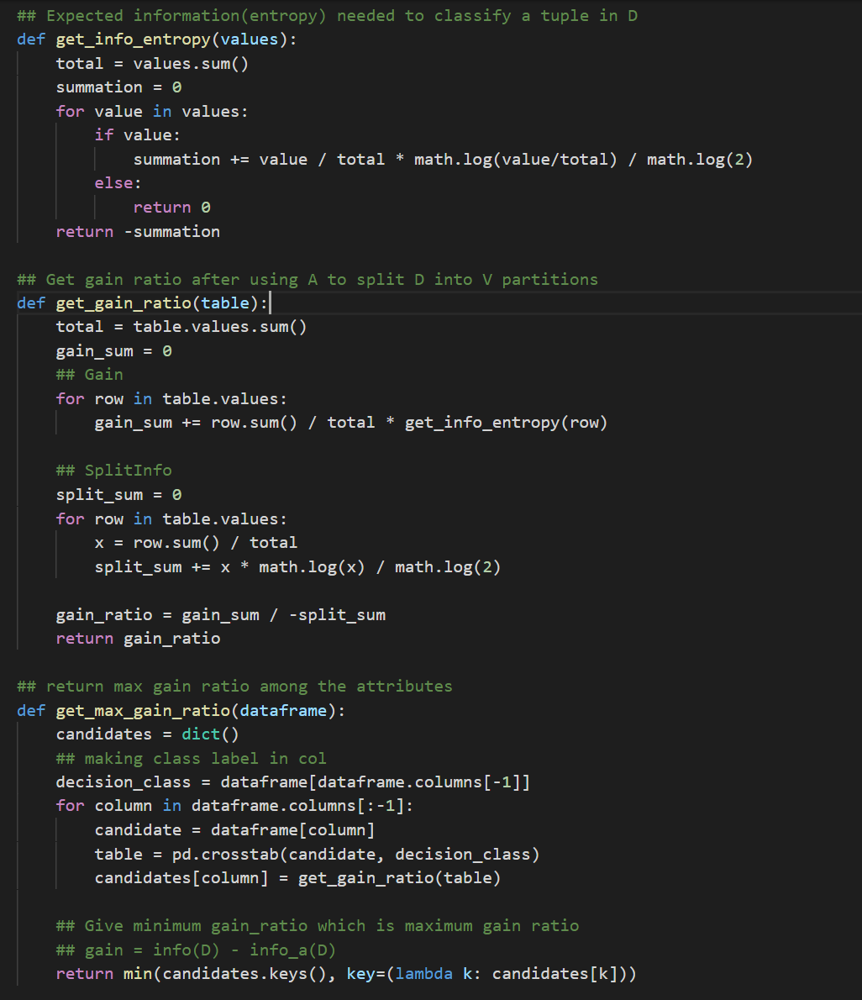 ## Expected information(entropy) needed to classify a tuple in D
def get_info_entropy(values):
    total = values.sum()
    summation = 0
    for value in values:
        if value:
            summation += value / total * math.log(value/total) / math.log(2)
        else:
            return 0
    return -summation

## Get gain ratio after using A to split D into V partitions
def get_gain_ratio(table):
    total = table.values.sum()
    gain_sum = 0
    ## Gain
    for row in table.values:
        gain_sum += row.sum() / total * get_info_entropy(row)

    ## SplitInfo
    split_sum = 0
    for row in table.values:
        x = row.sum() / total
        split_sum += x * math.log(x) / math.log(2)

    gain_ratio = gain_sum / -split_sum
    return gain_ratio

## return max gain ratio among the attributes
def get_max_gain_ratio(dataframe):
    candidates = dict()
    ## making class label in col
    decision_class = dataframe[dataframe.columns[-1]]
    for column in dataframe.columns[:-1]:
        candidate = dataframe[column]
        table = pd.crosstab(candidate, decision_class)
        candidates[column] = get_gain_ratio(table)

    ## Give minimum gain_ratio which is maximum gain ratio
    ## gain = info(D) - info_a(D)
    return min(candidates.keys(), key=(lambda k: candidates[k]))